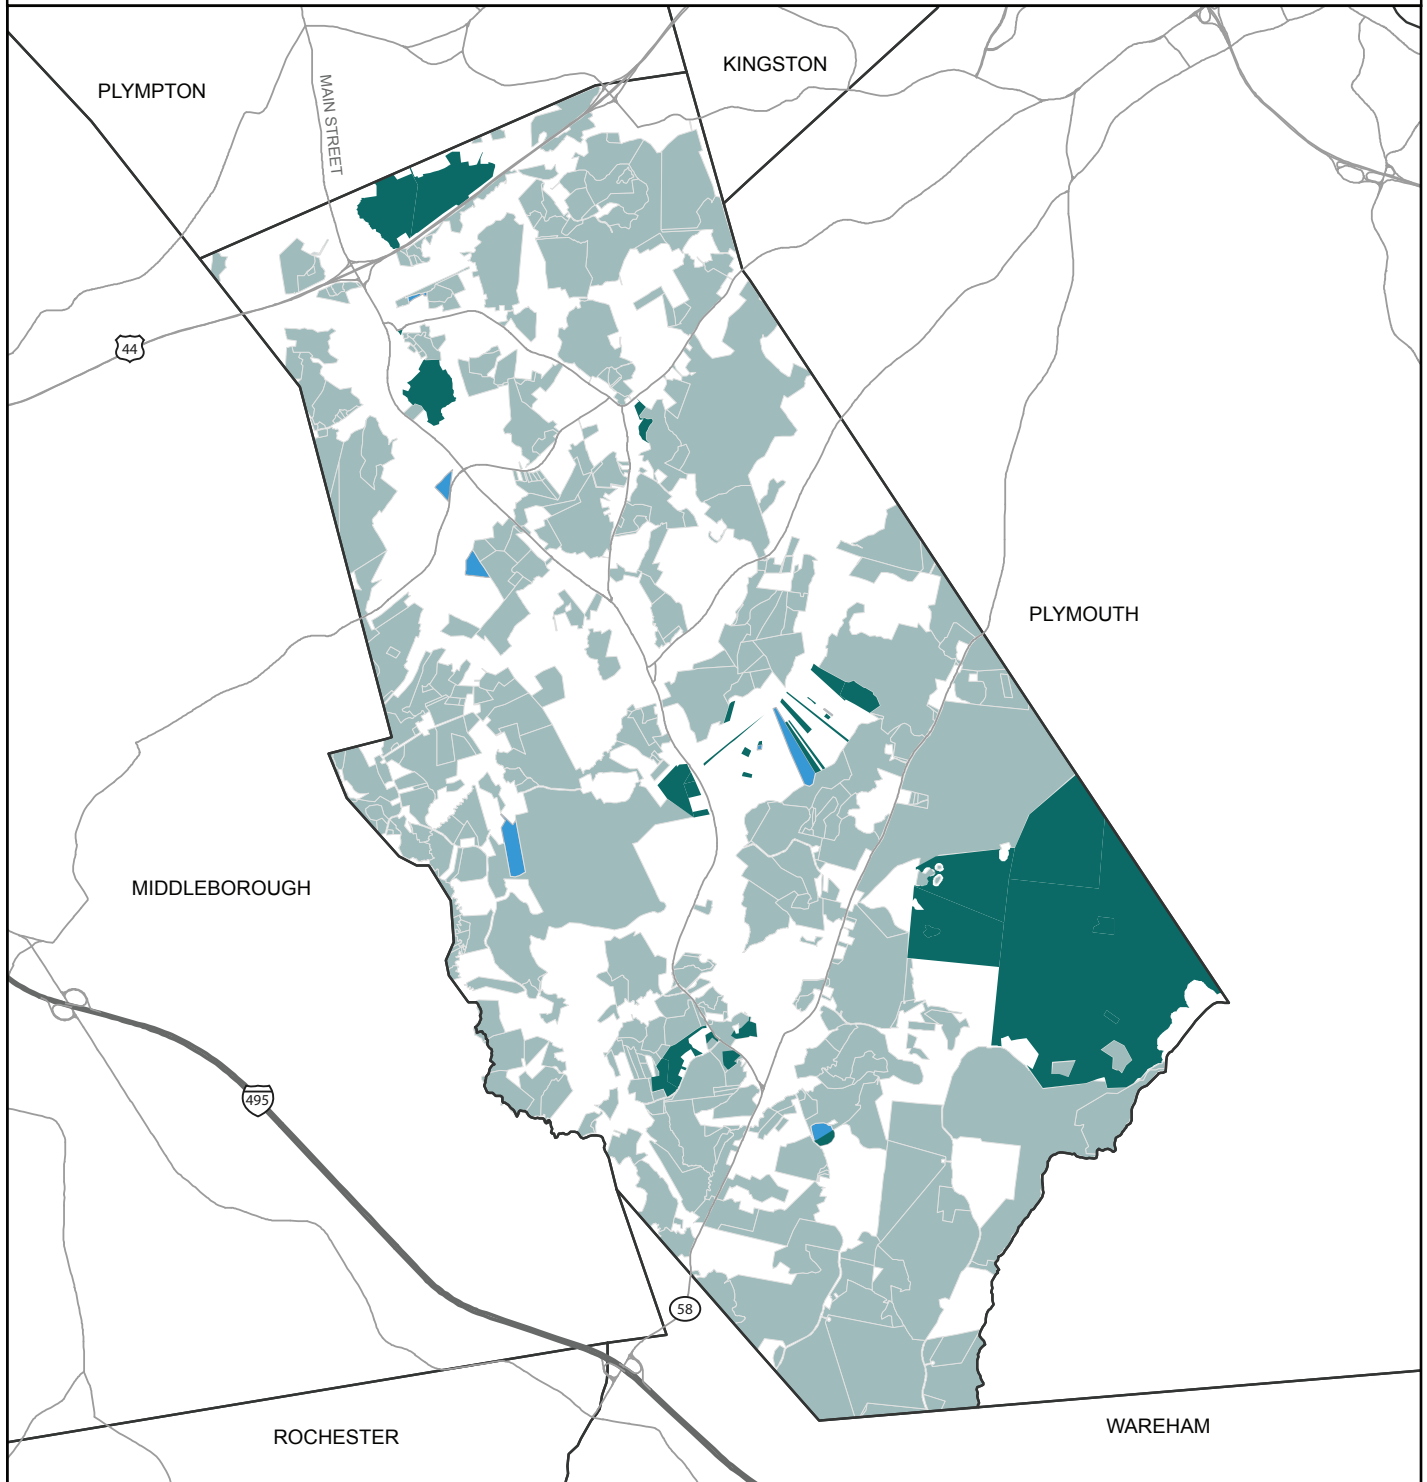 KINGSTON
PLYMPTON
MAIN STREET
44
PLYMOUTH
MIDDLEBOROUGH
495
58
WAREHAM
ROCHESTER